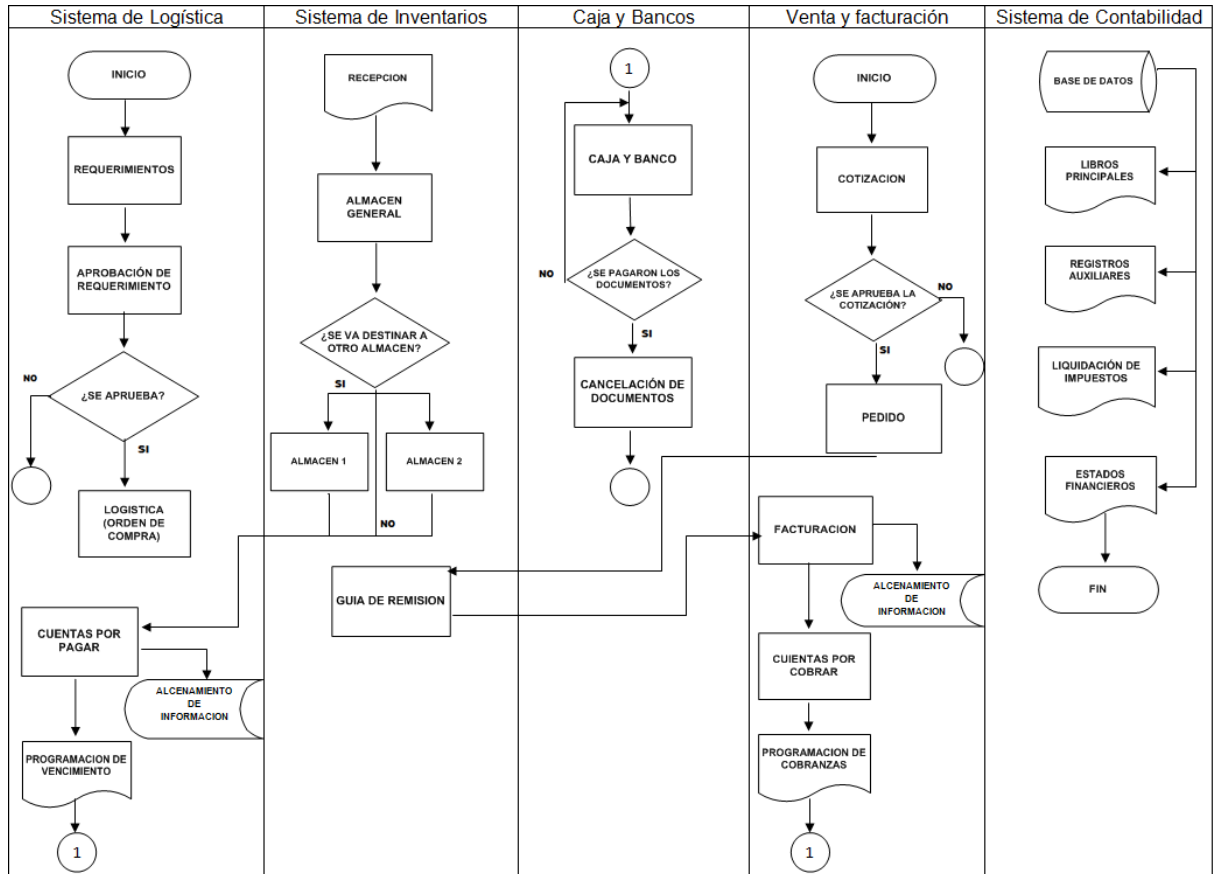 Sistema de Logística
Sistema de Inventarios
Caja y Bancos
Venta y facturación
Sistema de Contabilidad
INICIO
REQUERIMIENTOS
APROBACIÓN DE
REQUERIMIENTO
NO
¿SE APRUEBA?
SI
LOGISTICA
(ORDEN DE
COMPRA)
CUENTAS POR
PAGAR
ALCENAMIENTO
DE
INFORMACION
PROGRAMACION DE
VENCIMIENTO
1
RECEPCION
ALMACEN
GENERAL
¿SE VA DESTINAR A
OTRO ALMACEN?
SI
ALMACEN 1
ALMACEN 2
NO
GUIA DE REMISION
1
CAJA Y BANCO
NO
¿SE PAGARON LOS
DOCUMENTOS?
SI
CANCELACIÓN DE
DOCUMENTOS
INICIO
COTIZACION
¿SE APRUEBA LA
COTIZACIÓN?
NO
SI
PEDIDO
FACTURACION
ALCENAMIENTO
DE
INFORMACION
CUIENTAS POR
COBRAR
PROGRAMACION DE
COBRANZAS
1
BASE DE DATOS
LIBROS
PRINCIPALES
REGISTROS
AUXILIARES
LIQUIDACIÓN DE
IMPUESTOS
ESTADOS
FINANCIEROS
FIN